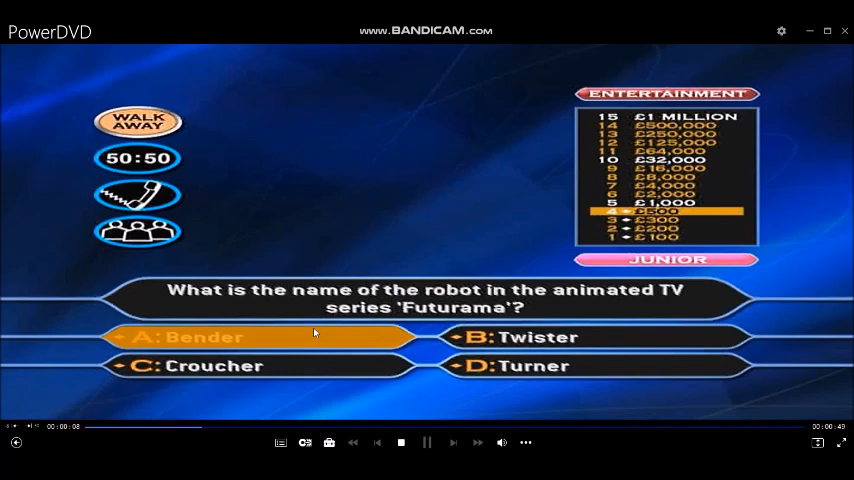 PowerDVD
www.BANDICAM.com
WALK
AWAY
50:50
ENTERTAINMENT
15 £1 MILLION
14 £500,000
13 £250,000
12 £125,000
11 £64,000
10 £32,000
9 £16,000
8 £8,000
7 £4,000
6 £2,000
5 £1,000
4 £500
3 £300
2 £200
1 £100
JUNIOR
What is the name of the robot in the animated TV
series 'Futurama'?
A: Bender
B: Twister
C: Croucher
D: Turner
00:00:08
00:00:49